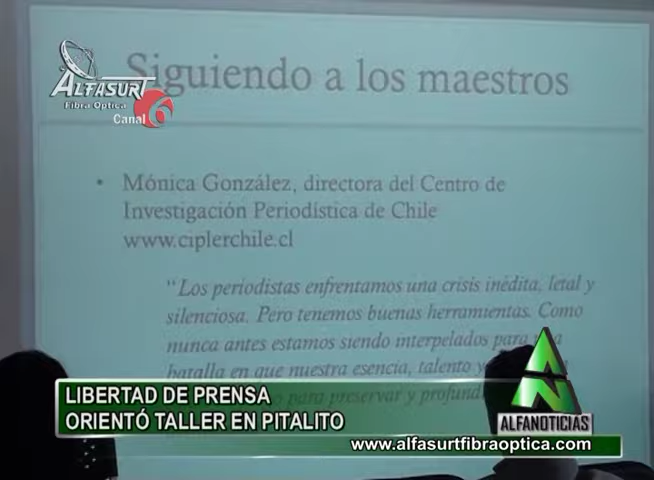 Siguiendo a los maestros
ALFASURT
Fibra Optica
Canal 6
• Mónica González, directora del Centro de
Investigación Periodística de Chile
www.ciplerchile.cl
"Los periodistas enfrentamos una crisis inédita, letal y
silenciosa. Pero tenemos buenas herramientas. Como
nunca antes estamos siendo interpelados para
batalla en que nuestra esencia, talento y
para preservar y profund
LIBERTAD DE PRENSA
ORIENTÓ TALLER EN PITALITO
AN
ALFANOTICIAS
www.alfasurtfibraoptica.com